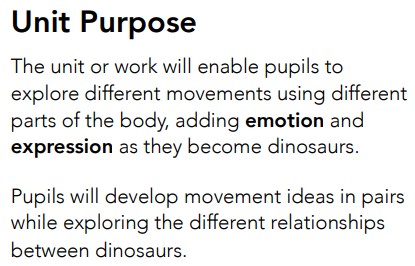 Unit Purpose
The unit or work will enable pupils to
explore different movements using different
parts of the body, adding emotion and
expression as they become dinosaurs.
Pupils will develop movement ideas in pairs
while exploring the different relationships
between dinosaurs.